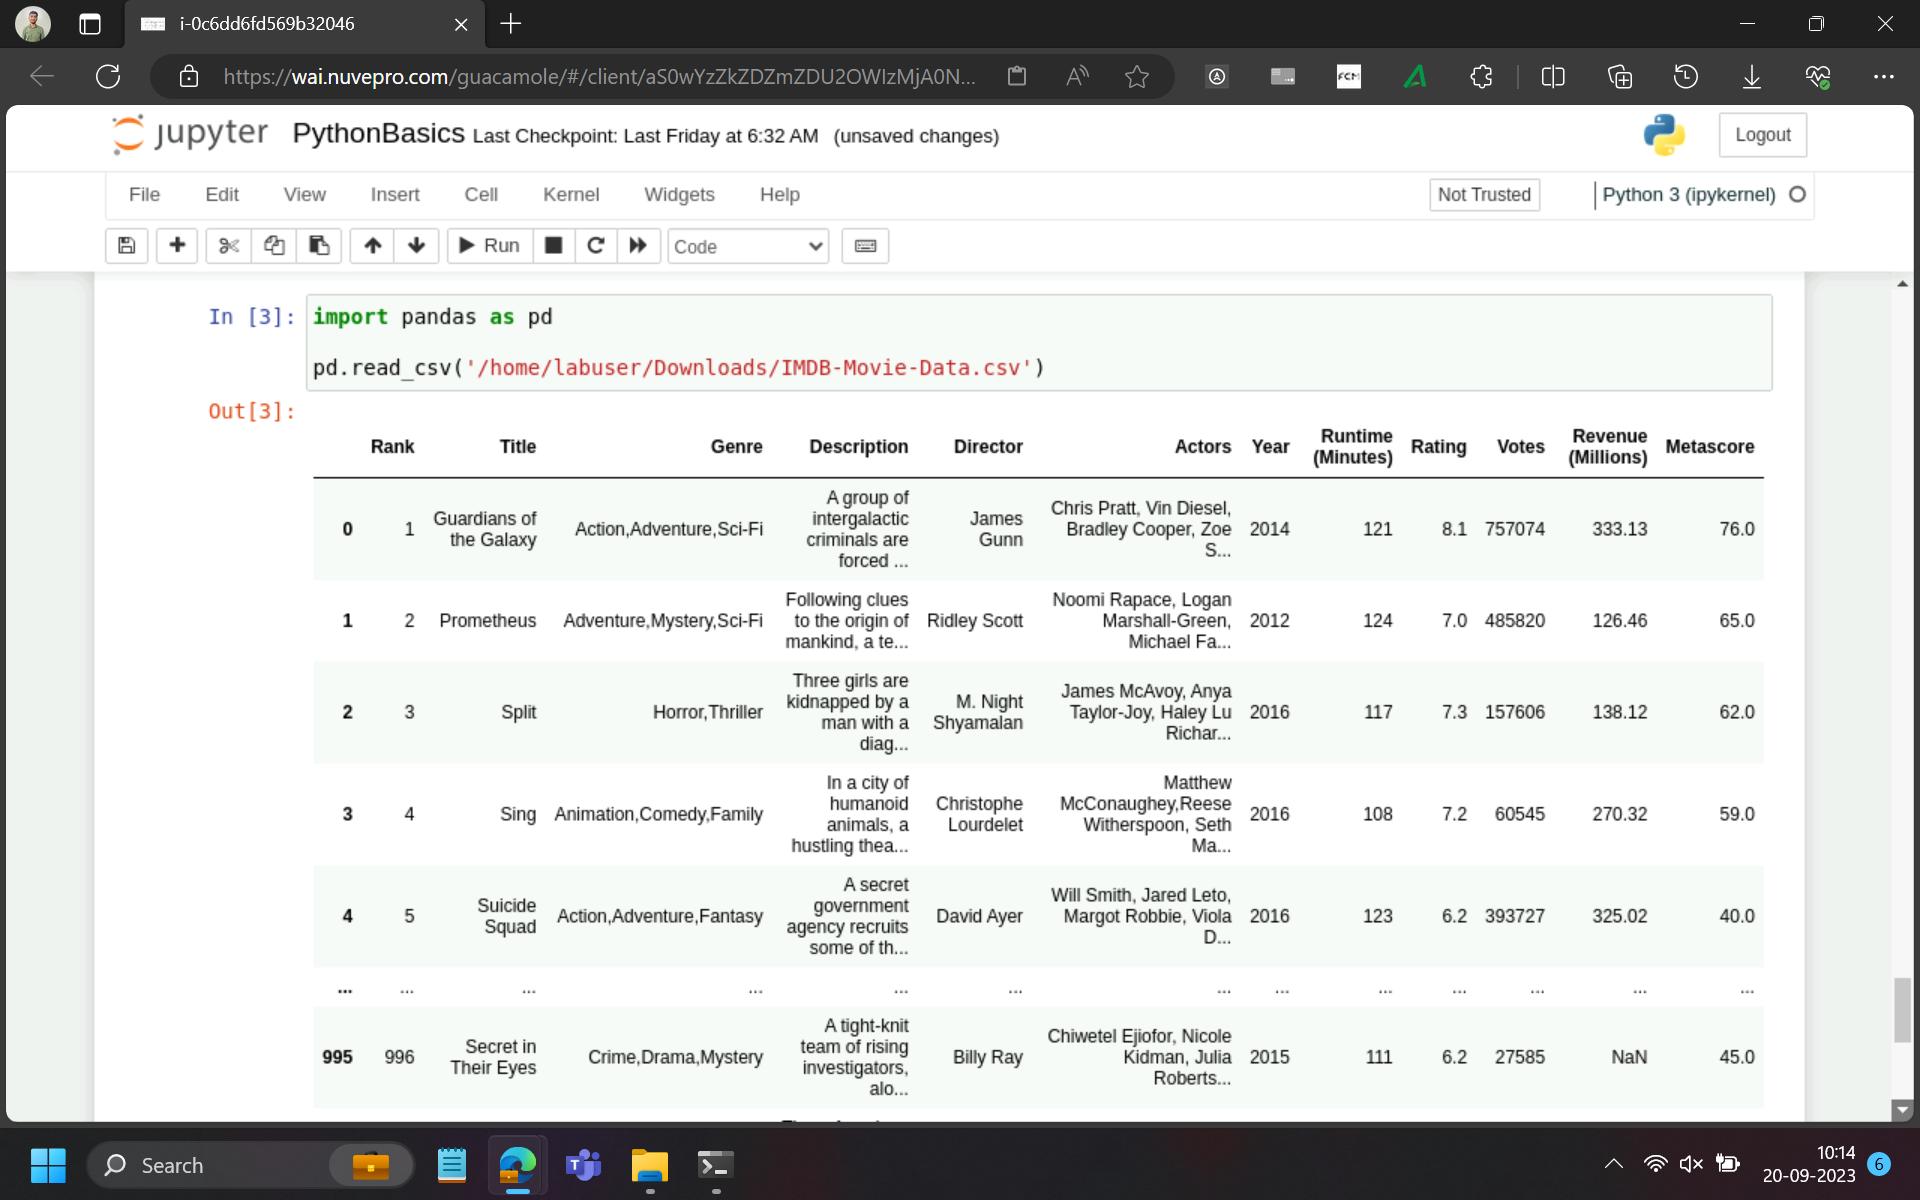 i-0c6dd6fd569b32046
https://wai.nuvepro.com/guacamole/#/client/aS0wYzZkZDZmZDU2OWIzMjA0N...
FCM
jupyter PythonBasics Last Checkpoint: Last Friday at 6:32 AM (unsaved changes)
Logout
File Edit View Insert Cell Kernel Widgets Help
Not Trusted
Python 3 (ipykernel)
Run
Code
In [3]: import pandas as pd
pd.read_csv('/home/labuser/Downloads/IMDB-Movie-Data.csv')
Out[3]:
Rank Title Genre Description Director Actors Year Runtime (Minutes) Rating Votes Revenue (Millions) Metascore
0 1 Guardians of the Galaxy Action,Adventure,Sci-Fi A group of intergalactic criminals are forced ... James Gunn Chris Pratt, Vin Diesel, Bradley Cooper, Zoe S... 2014 121 8.1 757074 333.13 76.0
1 2 Prometheus Adventure,Mystery,Sci-Fi Following clues to the origin of mankind, a te... Ridley Scott Noomi Rapace, Logan Marshall-Green, Michael Fa... 2012 124 7.0 485820 126.46 65.0
2 3 Split Horror,Thriller Three girls are kidnapped by a man with a diag... M. Night Shyamalan James McAvoy, Anya Taylor-Joy, Haley Lu Richar... 2016 117 7.3 157606 138.12 62.0
3 4 Sing Animation,Comedy,Family In a city of humanoid animals, a hustling thea... Christophe Lourdelet Matthew McConaughey,Reese Witherspoon, Seth Ma... 2016 108 7.2 60545 270.32 59.0
4 5 Suicide Squad Action,Adventure,Fantasy A secret government agency recruits some of th... David Ayer Will Smith, Jared Leto, Margot Robbie, Viola D... 2016 123 6.2 393727 325.02 40.0
... ... ... ... ... ... ... ... ... ... ... ... ...
995 996 Secret in Their Eyes Crime,Drama,Mystery A tight-knit team of rising investigators, alo... Billy Ray Chiwetel Ejiofor, Nicole Kidman, Julia Roberts... 2015 111 6.2 27585 NaN 45.0
Search
10:14
20-09-2023
6